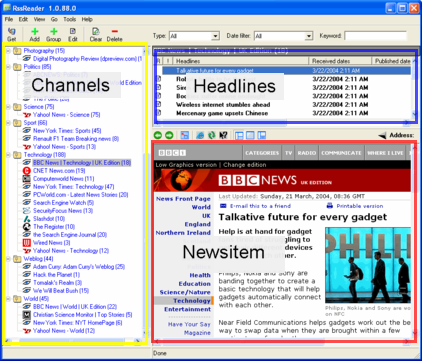 RssReader 1.0.88.0
File Edit View Go Tools Help
Get Add Group Edit Clear Delete
Type: All Date filter: All Keyword:
Photography (15)
Digital Photography Review [dpreview.com] (15)
Politics (85)
Channels
Science (75)
Yahoo! News - Science (75)
Sport (66)
New York Times: Sports (45)
Renault F1 Team Breaking news (8)
Technology (188)
BBC News | Technology | UK Edition (18)
CNET News.com (19)
Computerworld News (11)
New York Times: Technology (47)
PCWorld.com - Latest News Stories (20)
Search Engine Watch (5)
SecurityFocus News (13)
Slashdot (10)
The Register (10)
the Search Engine Journal (20)
Wired News (3)
Yahoo! News - Technology (12)
Weblog (44)
Adam Curry: Adam Curry's Weblog (25)
Hack the Planet (1)
Tomalak's Realm (3)
We Will Beat Bush (15)
World (45)
BBC News | World | UK Edition (22)
Christian Science Monitor | Top Stories (5)
New York Times: NYT HomePage (6)
Yahoo! News - World (12)
! Headlines Received dates Published date
Talkative future for every gadget 3/22/2004 2:11 AM
3/22/2004 2:11 AM
3/22/2004 2:11 AM
Headlines
Wireless internet stumbles ahead 3/22/2004 2:11 AM
Mercenary game upsets Chinese 3/22/2004 2:11 AM
Address:
BBC CATEGORIES TV RADIO COMMUNICATE WHERE I LIVE
Low Graphics version | Change edition
BBC NEWS UK EDITION
Last Updated: Sunday, 21 March, 2004, 08:36 GMT
E-mail this to a friend Printable version
News Front Page
World
UK
England
Northern Ireland
Talkative future for every gadget
Help is at hand for gadget
Newsitem
Health
Education
Science/Nature
Technology
Entertainment
Have Your Say
Magazine
Philips, Nokia and Sony are
banding together to create a
basic technology that will help
gadgets automatically connect
with each other.
PHILI
Philips, Nokia and Sony are
Near Field Communications helps gadgets work out the be
way to swap data when they are brought within a few
Done